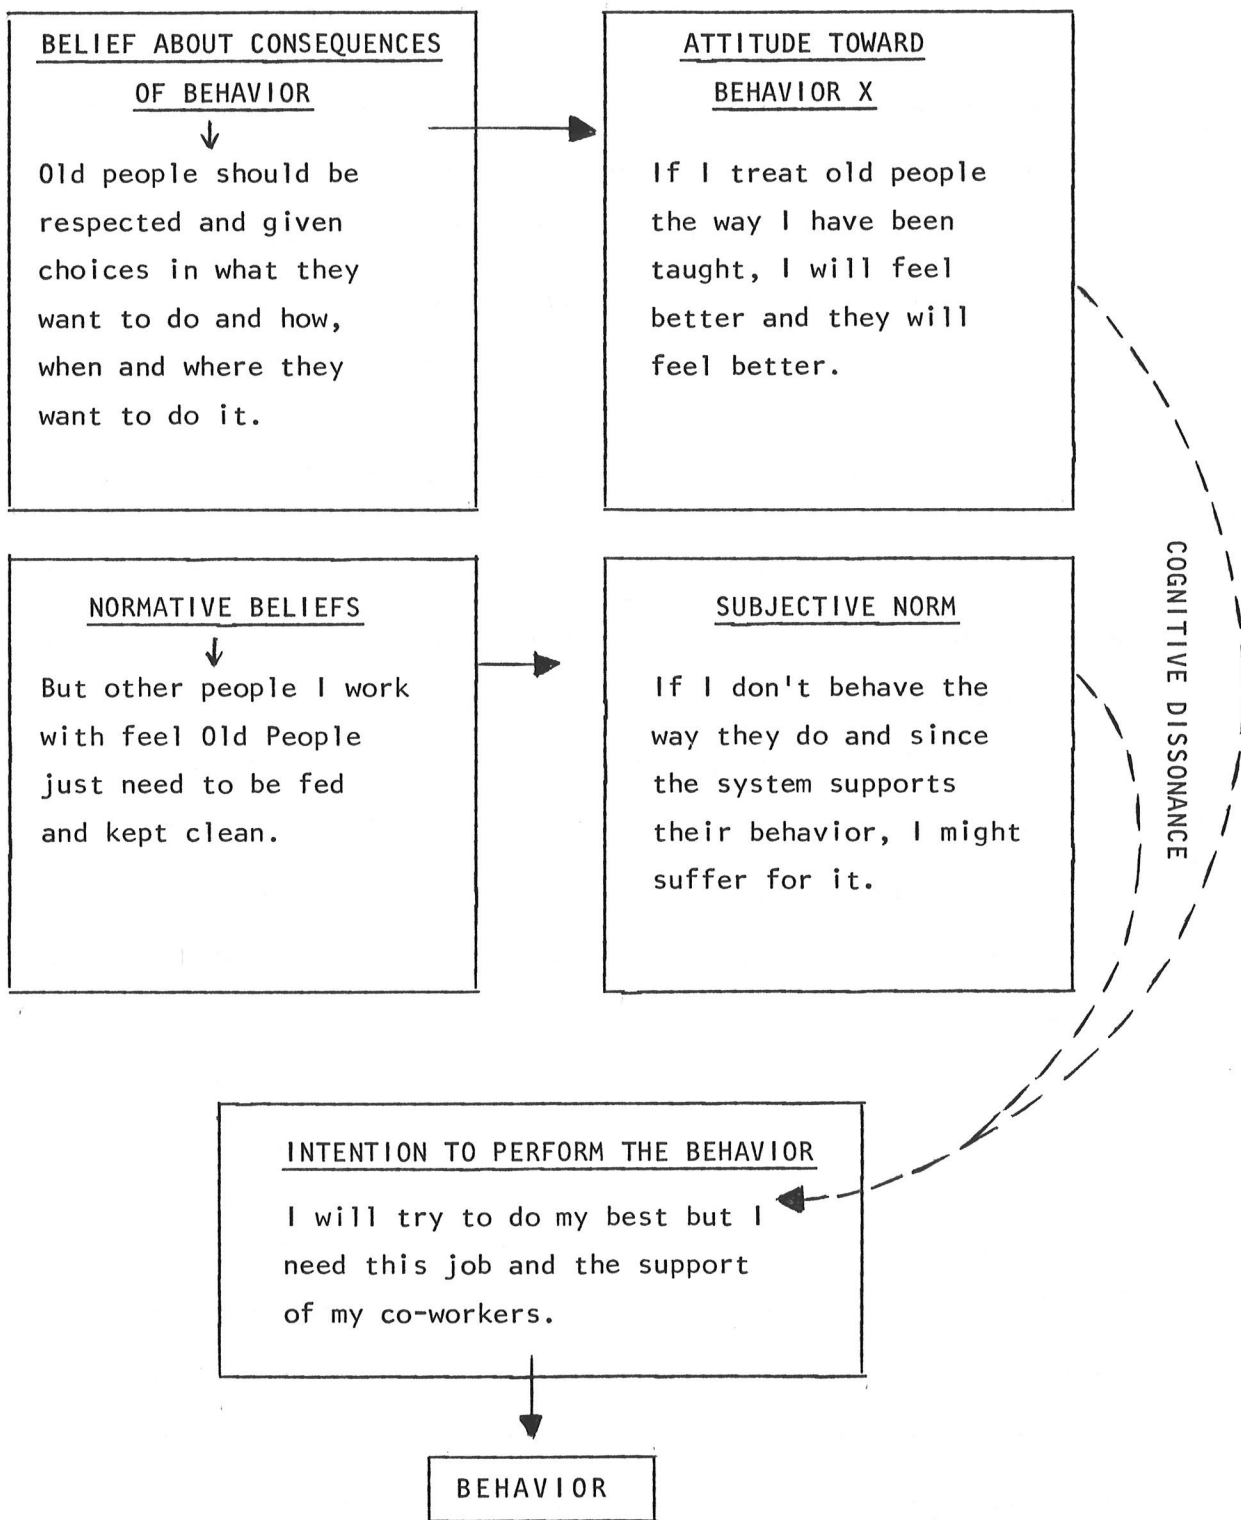 BELIEF ABOUT CONSEQUENCES
OF BEHAVIOR
Old people should be
respected and given
choices in what they
want to do and how,
when and where they
want to do it.
ATTITUDE TOWARD
BEHAVIOR X
If I treat old people
the way I have been
taught, I will feel
better and they will
feel better.
NORMATIVE BELIEFS
But other people I work
with feel Old People
just need to be fed
and kept clean.
SUBJECTIVE NORM
If I don't behave the
way they do and since
the system supports
their behavior, I might
suffer for it.
COGNITIVE DISSONANCE
INTENTION TO PERFORM THE BEHAVIOR
I will try to do my best but I
need this job and the support
of my co-workers.
BEHAVIOR